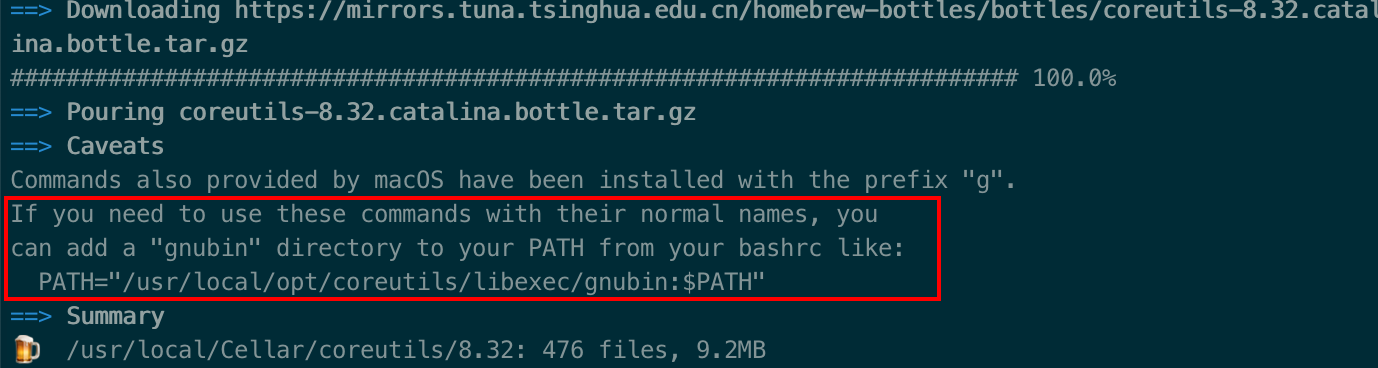 ==> Downloading https://mirrors.tuna.tsinghua.edu.cn/homebrew-bottles/bottles/coreutils-8.32.catal
ina.bottle.tar.gz
######################################################################## 100.0%
==> Pouring coreutils-8.32.catalina.bottle.tar.gz
==> Caveats
Commands also provided by macOS have been installed with the prefix "g".
If you need to use these commands with their normal names, you
can add a "gnubin" directory to your PATH from your bashrc like:
  PATH="/usr/local/opt/coreutils/libexec/gnubin:$PATH"
==> Summary
🍺  /usr/local/Cellar/coreutils/8.32: 476 files, 9.2MB